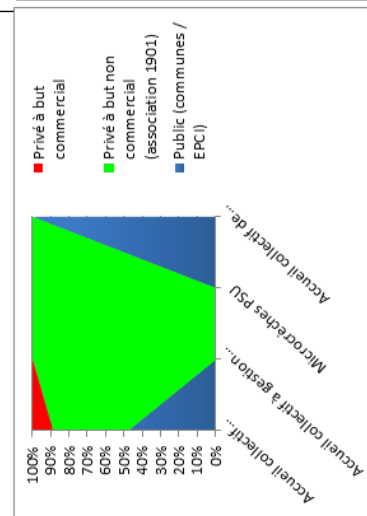 100%
90%
80%
70%
60%
50%
40%
30%
20%
10%
0%
Accueil collectif...
Accueil collectif à gestion...
Microcrèches PSU
Accueil collectif de...
Privé à but
commercial
Privé à but non
commercial
(association 1901)
Public (communes /
EPCI)